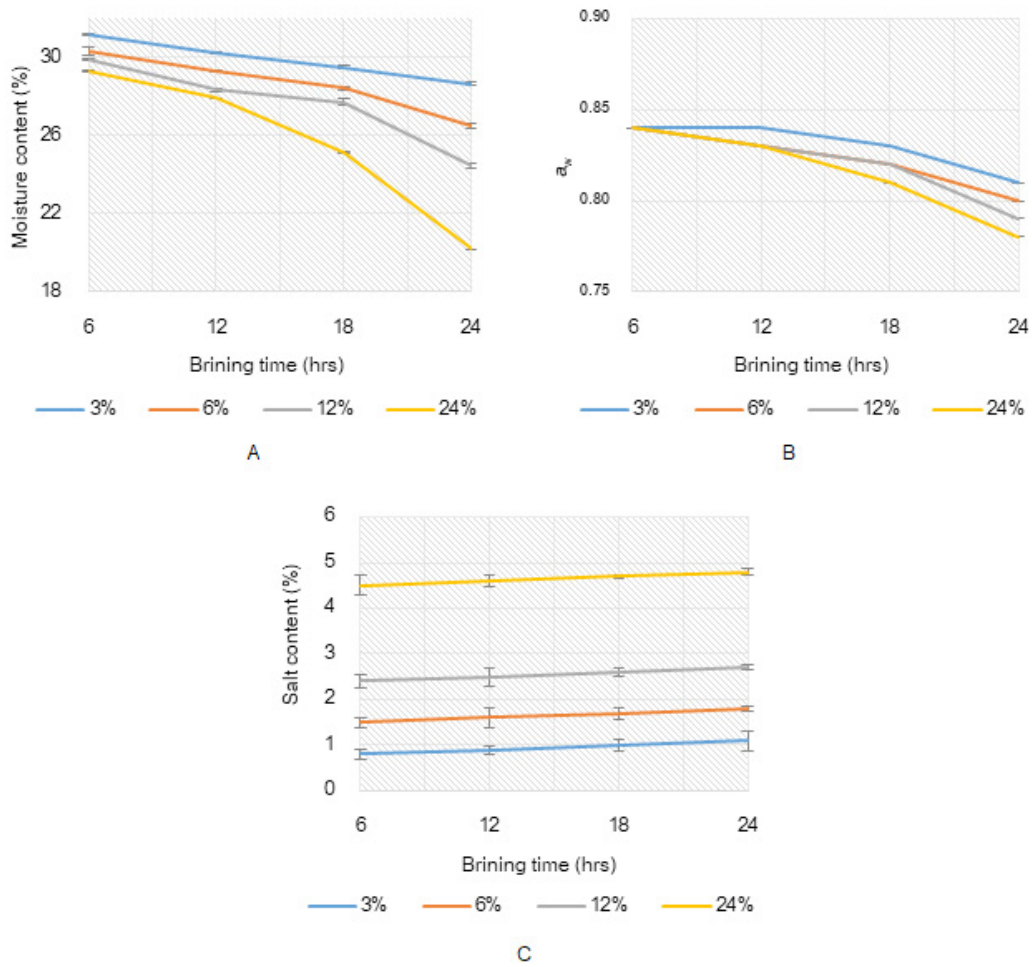 Moisture content (%)
30
26
22
18
6 12 18 24
Brining time (hrs)
3% 6% 12% 24%
A
a_w
0.90
0.85
0.80
0.75
6 12 18 24
Brining time (hrs)
3% 6% 12% 24%
B
Salt content (%)
6
5
4
3
2
1
0
6 12 18 24
Brining time (hrs)
3% 6% 12% 24%
C